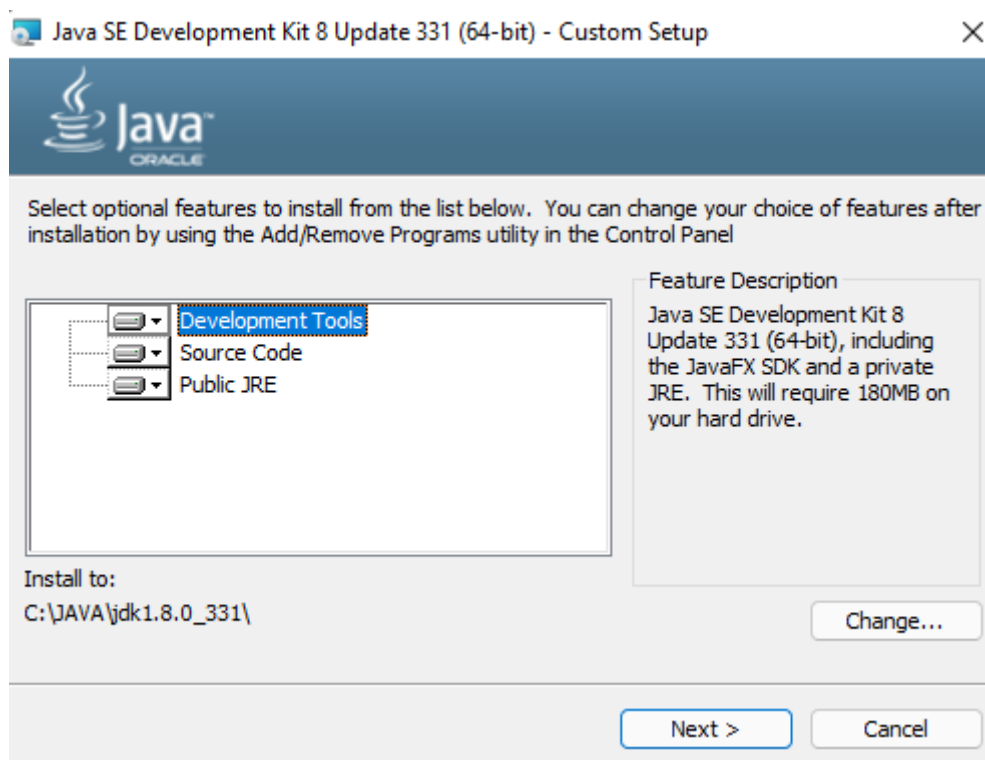 Java SE Development Kit 8 Update 331 (64-bit) - Custom Setup
Java™
ORACLE
Select optional features to install from the list below.  You can change your choice of features after
installation by using the Add/Remove Programs utility in the Control Panel
Development Tools
Source Code
Public JRE
Feature Description
Java SE Development Kit 8
Update 331 (64-bit), including
the JavaFX SDK and a private
JRE.  This will require 180MB on
your hard drive.
Install to:
C:\JAVA\jdk1.8.0_331\
Change...
Next >
Cancel